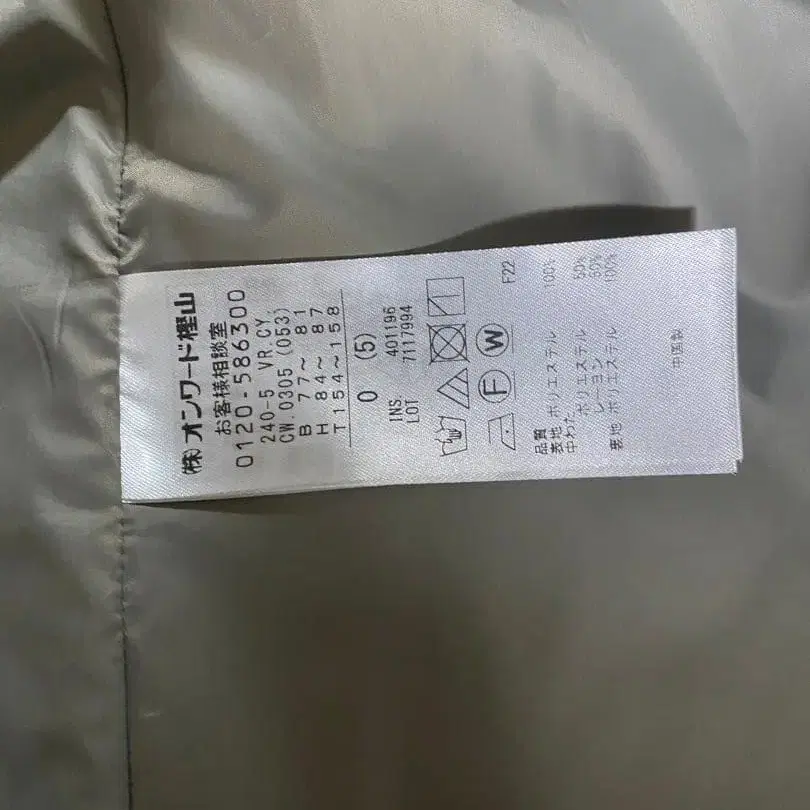 (株)オンワード樫山
お客様相談室
0120-586300
240-5 VR.CY.
CW.0305(053)
B 77～ 81
H 84～ 87
T154～158
0 (5)
INS. 401196
LOT 7117994
F W
F22
品質
表地 ポリエステル 100%
中わた
ポリエステル 50%
レーヨン 50%
裏地 ポリエステル 100%
中国製